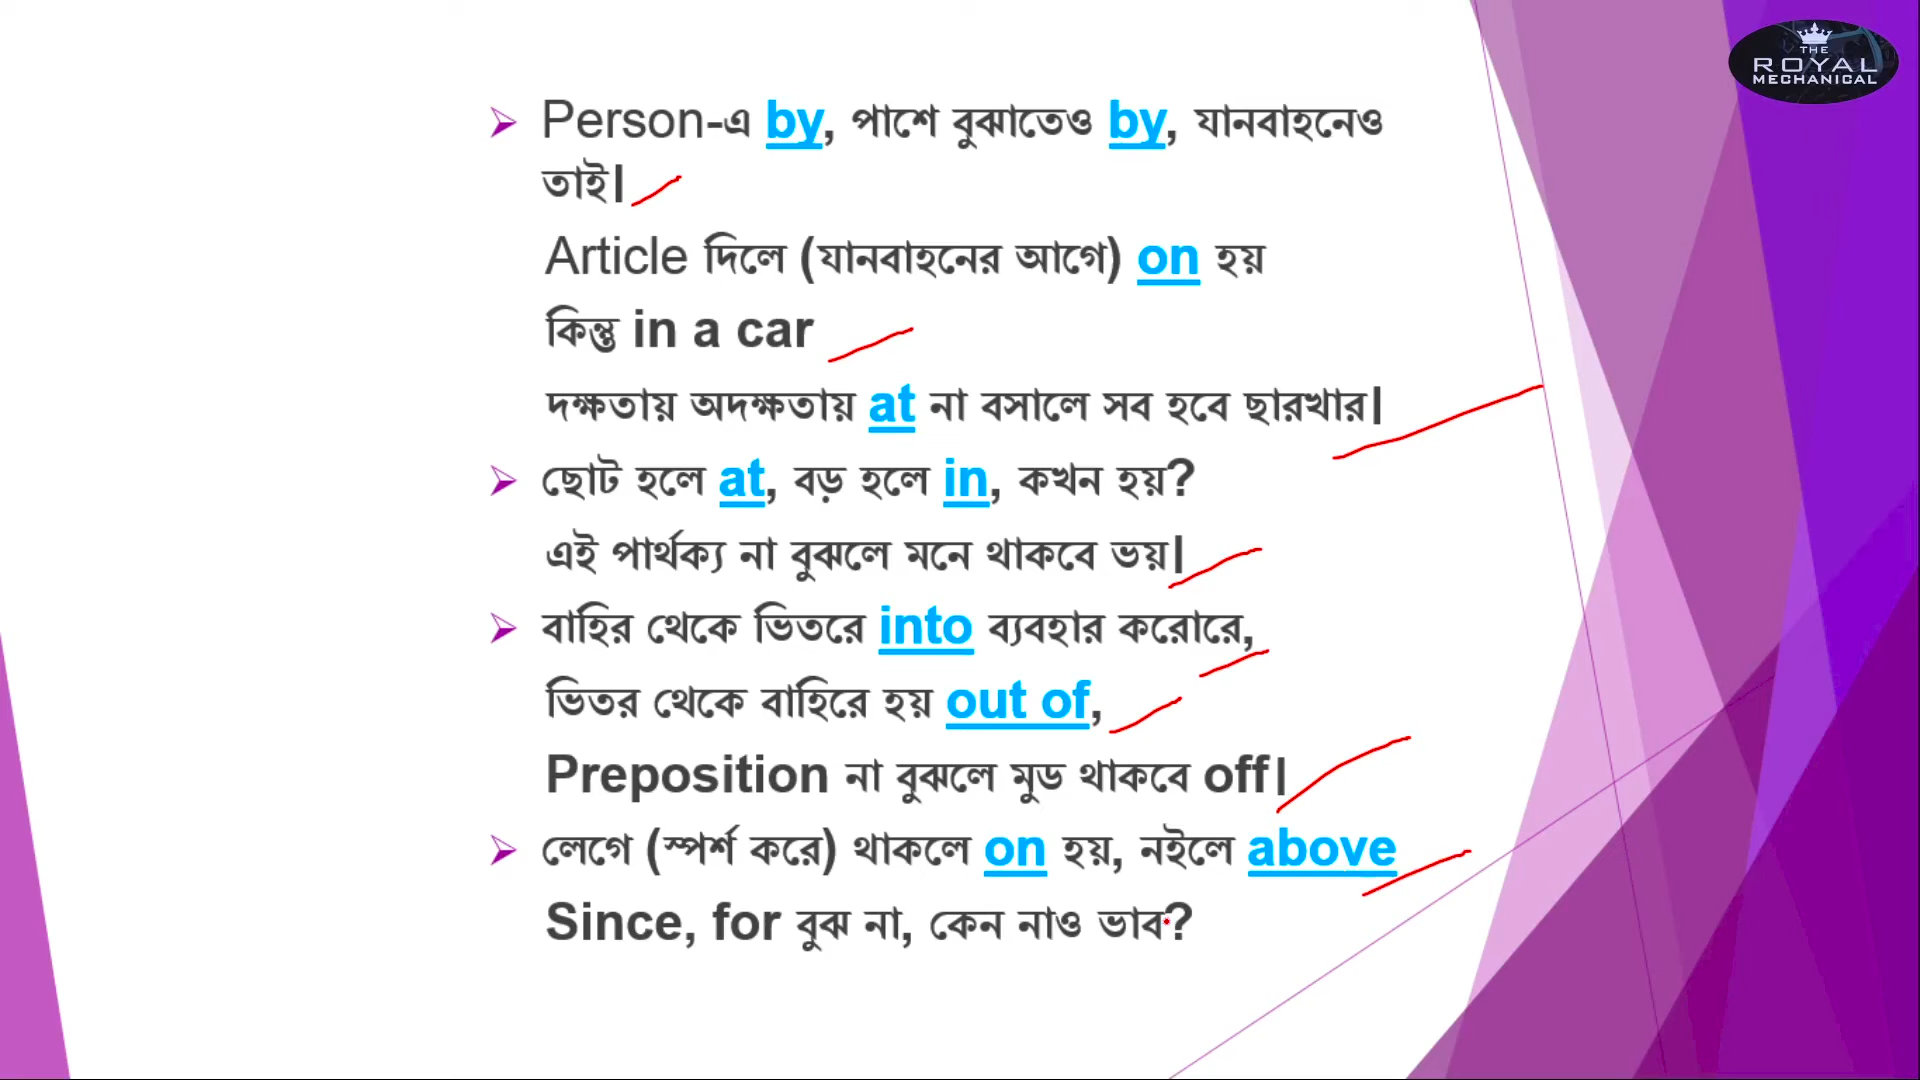 THE
ROYAL
MECHANICAL
Person-এ by, পাশে বুঝাতেও by, যানবাহনেও
তাই।
Article দিলে (যানবাহনের আগে) on হয়
কিন্তু in a car
দক্ষতায় অদক্ষতায় at না বসালে সব হবে ছারখার।
ছোট হলে at, বড় হলে in, কখন হয়?
এই পার্থক্য না বুঝলে মনে থাকবে ভয়।
বাহির থেকে ভিতরে into ব্যবহার করোরে,
ভিতর থেকে বাহিরে হয় out of,
Preposition না বুঝলে মুড থাকবে off।
লেগে (স্পর্শ করে) থাকলে on হয়, নইলে above
Since, for বুঝ না, কেন নাও ভাব?